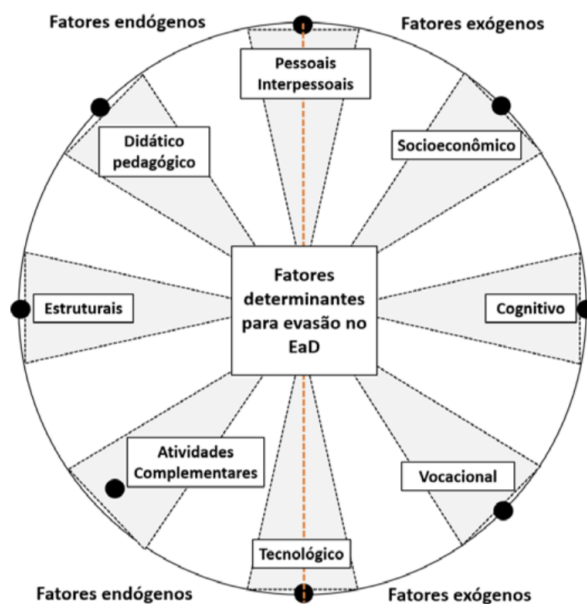 Fatores endógenos
Fatores exógenos
Pessoais
Interpessoais
Didático
pedagógico
Socioeconômico
Estruturais
Fatores
determinantes
para evasão no
EaD
Cognitivo
Atividades
Complementares
Vocacional
Tecnológico
Fatores endógenos
Fatores exógenos